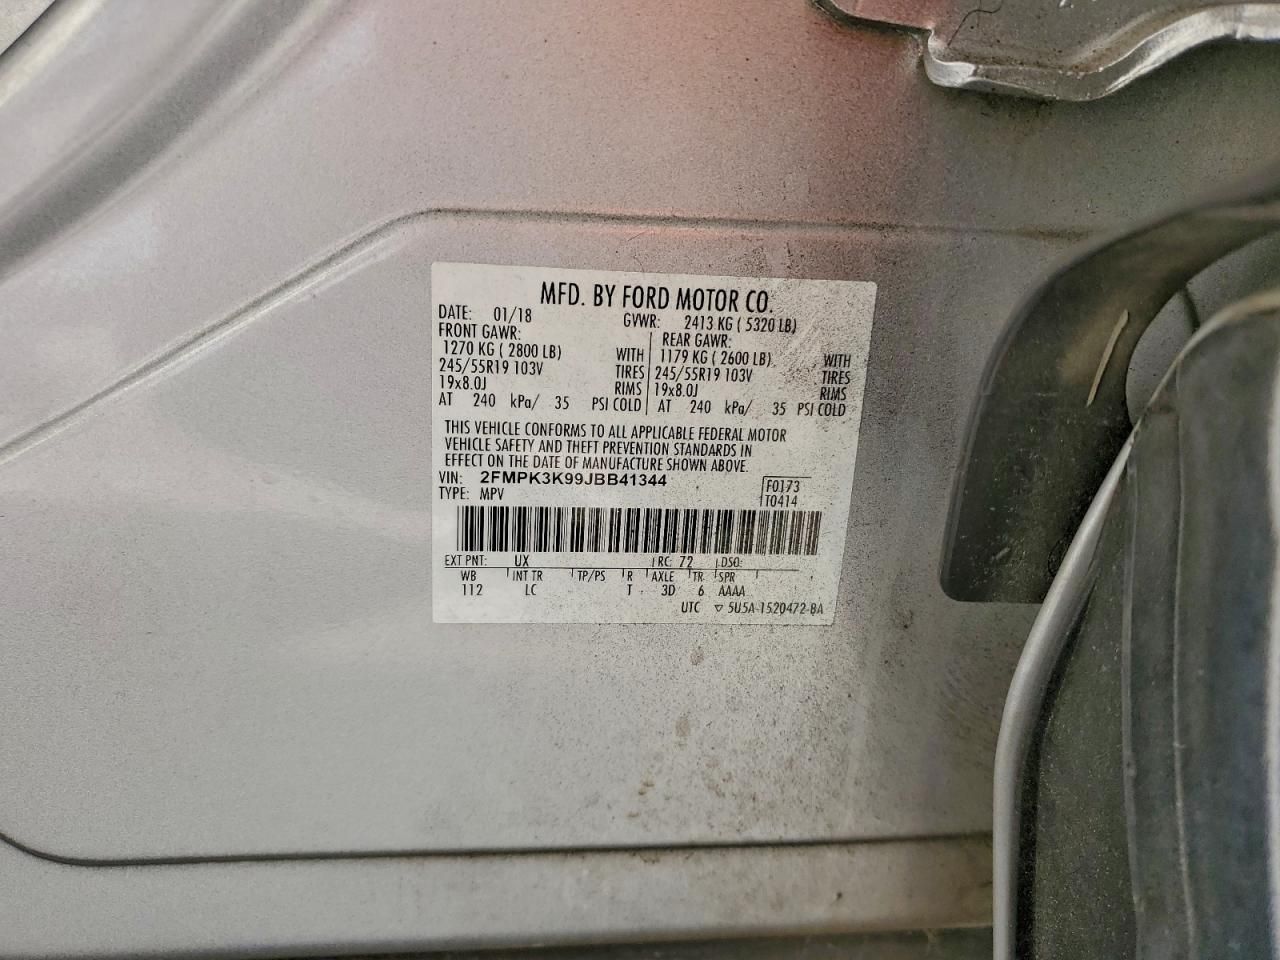 MFD. BY FORD MOTOR CO.
DATE: 01/18 GVWR: 2413 KG ( 5320 LB)
FRONT GAWR: REAR GAWR:
1270 KG ( 2800 LB) WITH 1179 KG ( 2600 LB) WITH
245/55R19 103V TIRES 245/55R19 103V TIRES
19x8.0J RIMS 19x8.0J RIMS
AT 240 kPa/ 35 PSI COLD AT 240 kPa/ 35 PSI COLD
THIS VEHICLE CONFORMS TO ALL APPLICABLE FEDERAL MOTOR
VEHICLE SAFETY AND THEFT PREVENTION STANDARDS IN
EFFECT ON THE DATE OF MANUFACTURE SHOWN ABOVE.
VIN: 2FMPK3K99JBB41344 F0173
TYPE: MPV T0414
EXT PNT: UX RC: 72 DSO:
WB INT TR TP/PS R AXLE TR SPR
112 LC T 3D 6 AAAA
UTC ▽ 5U5A-1520472-BA